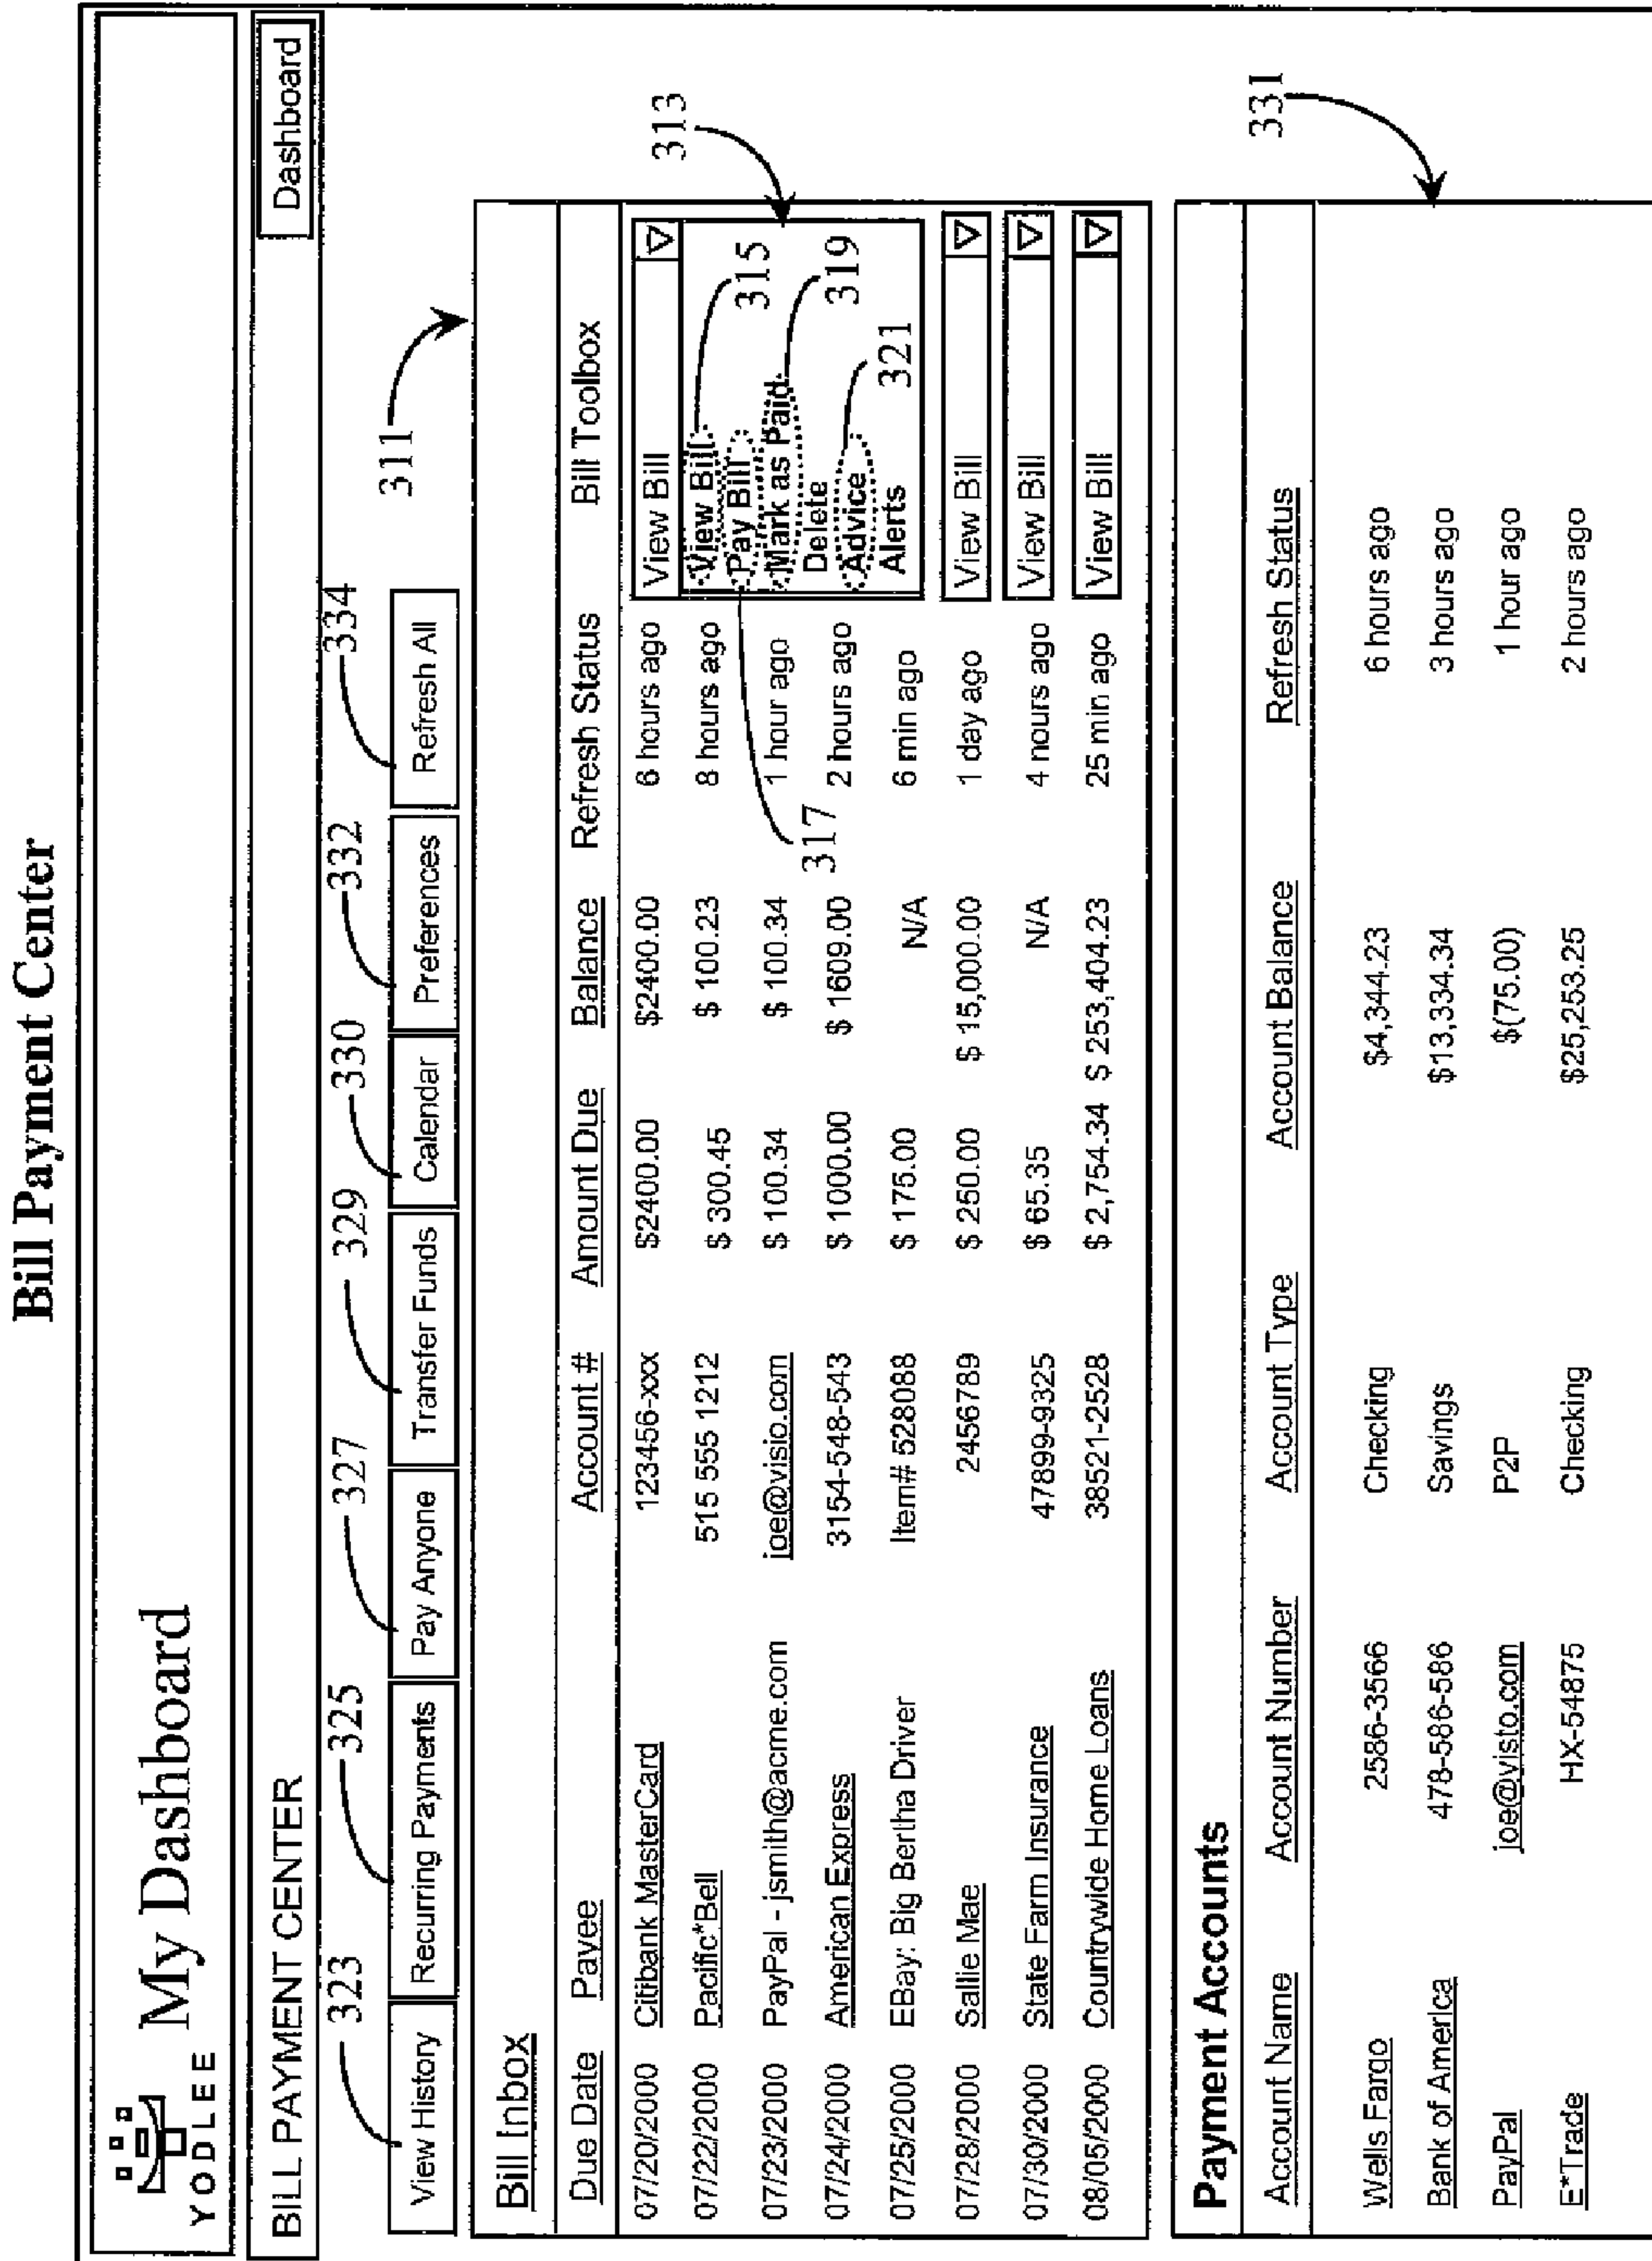 Bill Payment Center
YODLEE My Dashboard
BILL PAYMENT CENTER Dashboard
323 325 327 329 330 332 334
View History Recurring Payments Pay Anyone Transfer Funds Calendar Preferences Refresh All
311
Bill Inbox
Due Date Payee Account # Amount Due Balance Refresh Status Bill Toolbox
07/20/2000 Citibank MasterCard 123456-xxx $2400.00 $2400.00 6 hours ago View Bill
313
07/22/2000 Pacific*Bell 515 555 1212 $ 300.45 $ 100.23 8 hours ago View Bill
315
Pay Bill
07/23/2000 PayPal - jsmith@acme.com joe@visio.com $ 100.34 $ 100.34 1 hour ago Mark as Paid
317
07/24/2000 American Express 3154-548-543 $ 1000.00 $ 1609.00 2 hours ago Delete
319
Advice
321
07/25/2000 EBay: Big Bertha Driver Item# 528088 $ 175.00 N/A 6 min ago Alerts
07/28/2000 Sallie Mae 2456789 $ 250.00 $ 15,000.00 1 day ago View Bill
07/30/2000 State Farm Insurance 47899-9325 $ 65.35 N/A 4 nours ago View Bill
08/05/2000 Countrywide Home Loans 38521-2528 $ 2,754.34 $ 253,404.23 25 min ago View Bill
Payment Accounts
331
Account Name Account Number Account Type Account Balance Refresh Status
Wells Fargo 2586-3566 Checking $4,344.23 6 hours ago
Bank of America 478-586-586 Savings $13,334.34 3 hours ago
PayPal joe@visto.com P2P $(75.00) 1 hour ago
E*Trade HX-54875 Checking $25,253.25 2 hours ago